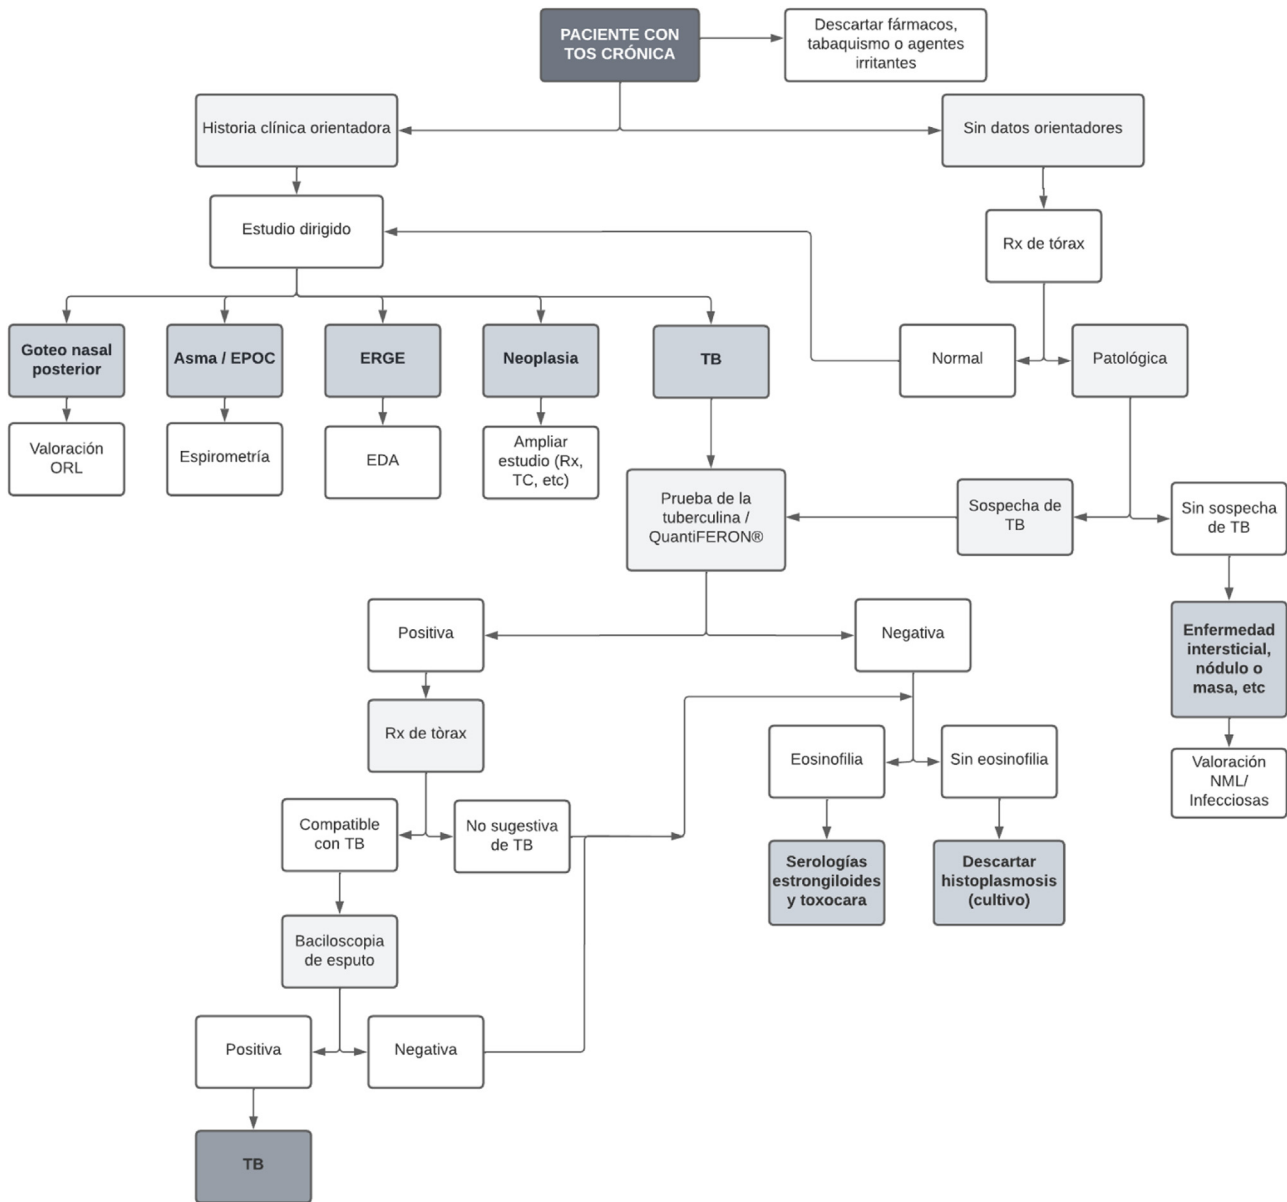 PACIENTE CON
TOS CRÓNICA
Descartar fármacos,
tabaquismo o agentes
irritantes
Historia clínica orientadora
Sin datos orientadores
Estudio dirigido
Rx de tórax
Goteo nasal
posterior
Asma / EPOC
ERGE
Neoplasia
TB
Normal
Patológica
Valoración
ORL
Espirometría
EDA
Ampliar
estudio (Rx,
TC, etc)
Prueba de la
tuberculina /
QuantiFERON®
Sospecha de
TB
Sin sospecha
de TB
Positiva
Negativa
Enfermedad
intersticial,
nódulo o
masa, etc
Rx de tòrax
Eosinofilia
Sin eosinofilia
Valoración
NML/
Infecciosas
Compatible
con TB
No sugestiva
de TB
Serologías
estrongiloides
y toxocara
Descartar
histoplasmosis
(cultivo)
Baciloscopia
de esputo
Positiva
Negativa
TB